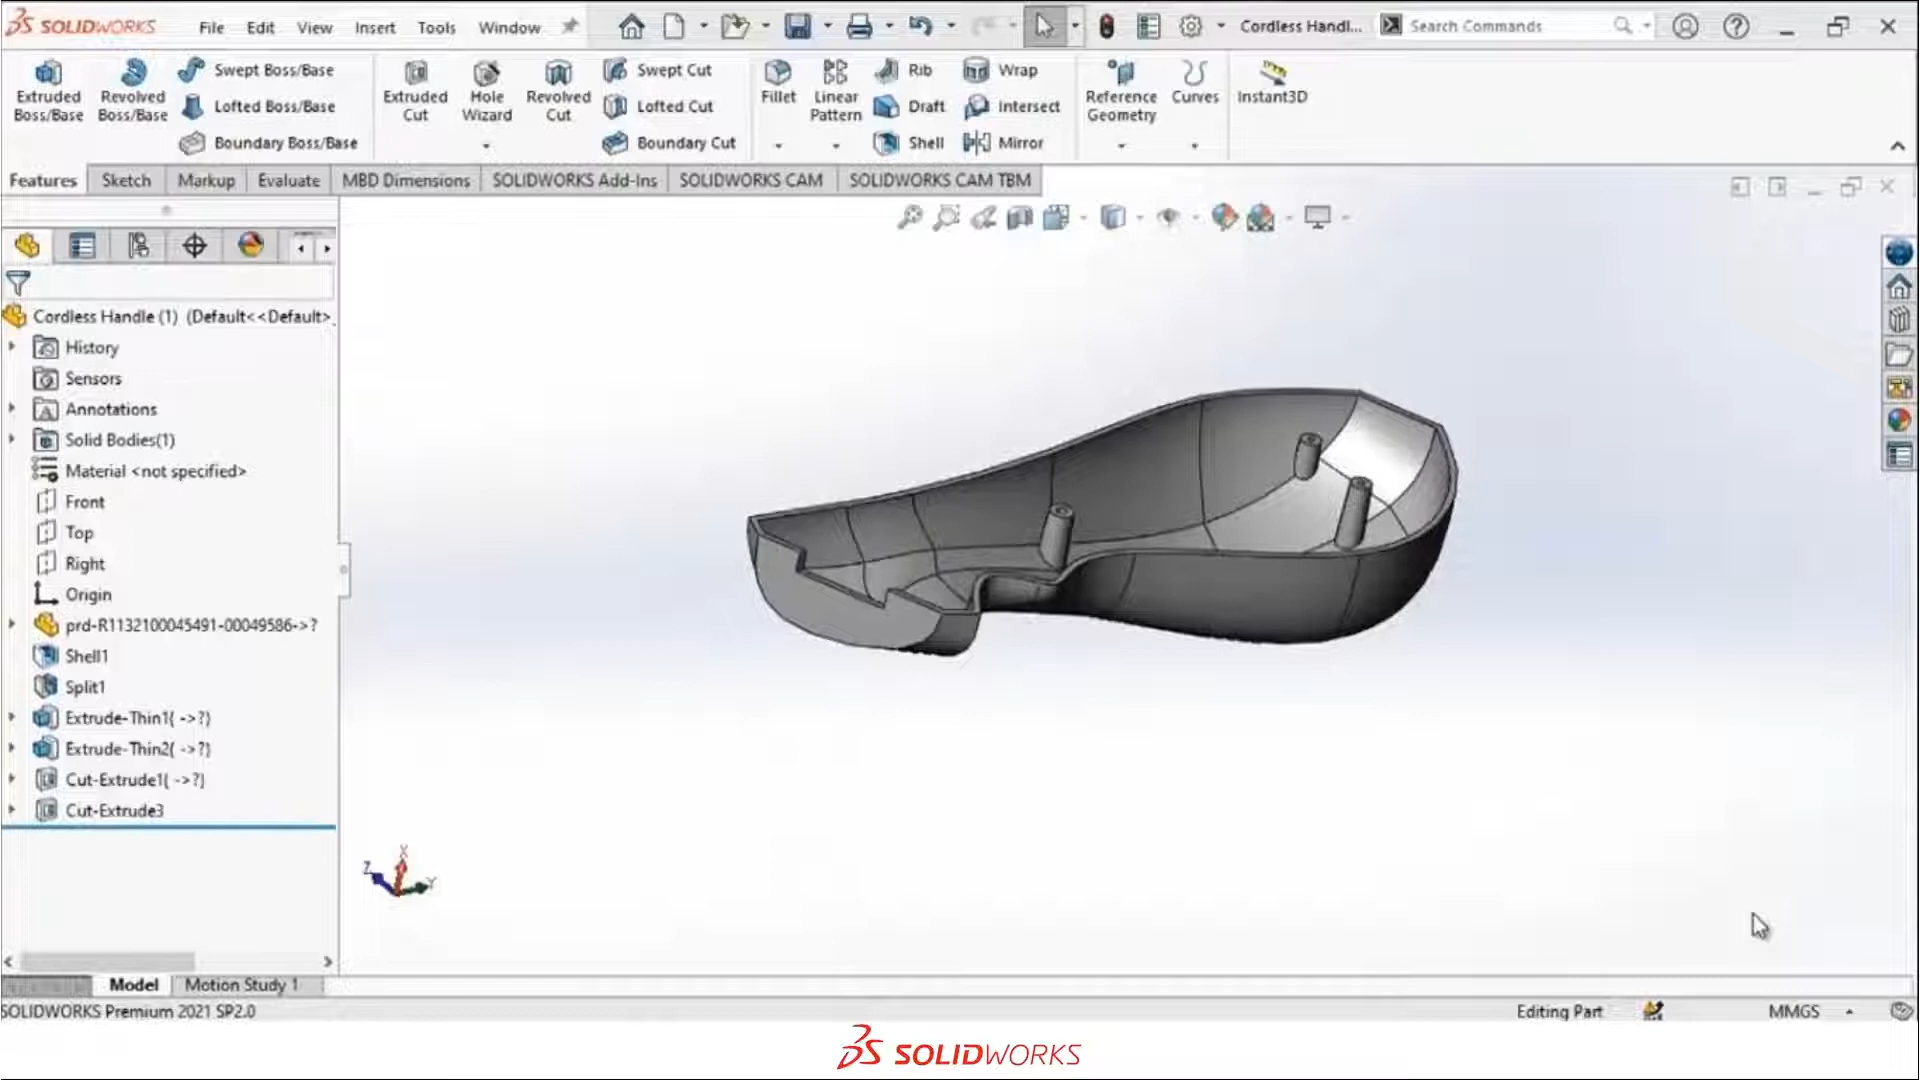 SOLIDWORKS File Edit View Insert Tools Window Cordless Handl... Search Commands
Extruded Boss/Base
Revolved Boss/Base
Swept Boss/Base
Lofted Boss/Base
Boundary Boss/Base
Extruded Cut
Hole Wizard
Revolved Cut
Swept Cut
Lofted Cut
Boundary Cut
Fillet
Linear Pattern
Rib
Draft
Shell
Wrap
Intersect
Mirror
Reference Geometry
Curves
Instant3D
Features Sketch Markup Evaluate MBD Dimensions SOLIDWORKS Add-Ins SOLIDWORKS CAM SOLIDWORKS CAM TBM
Cordless Handle (1) (Default<<Default>_
History
Sensors
Annotations
Solid Bodies(1)
Material <not specified>
Front
Top
Right
Origin
prd-R1132100045491-00049586->?
Shell1
Split1
Extrude-Thin1( ->?)
Extrude-Thin2( ->?)
Cut-Extrude1( ->?)
Cut-Extrude3
X
Z
Y
Model Motion Study 1
SOLIDWORKS Premium 2021 SP2.0 Editing Part MMGS
SOLIDWORKS